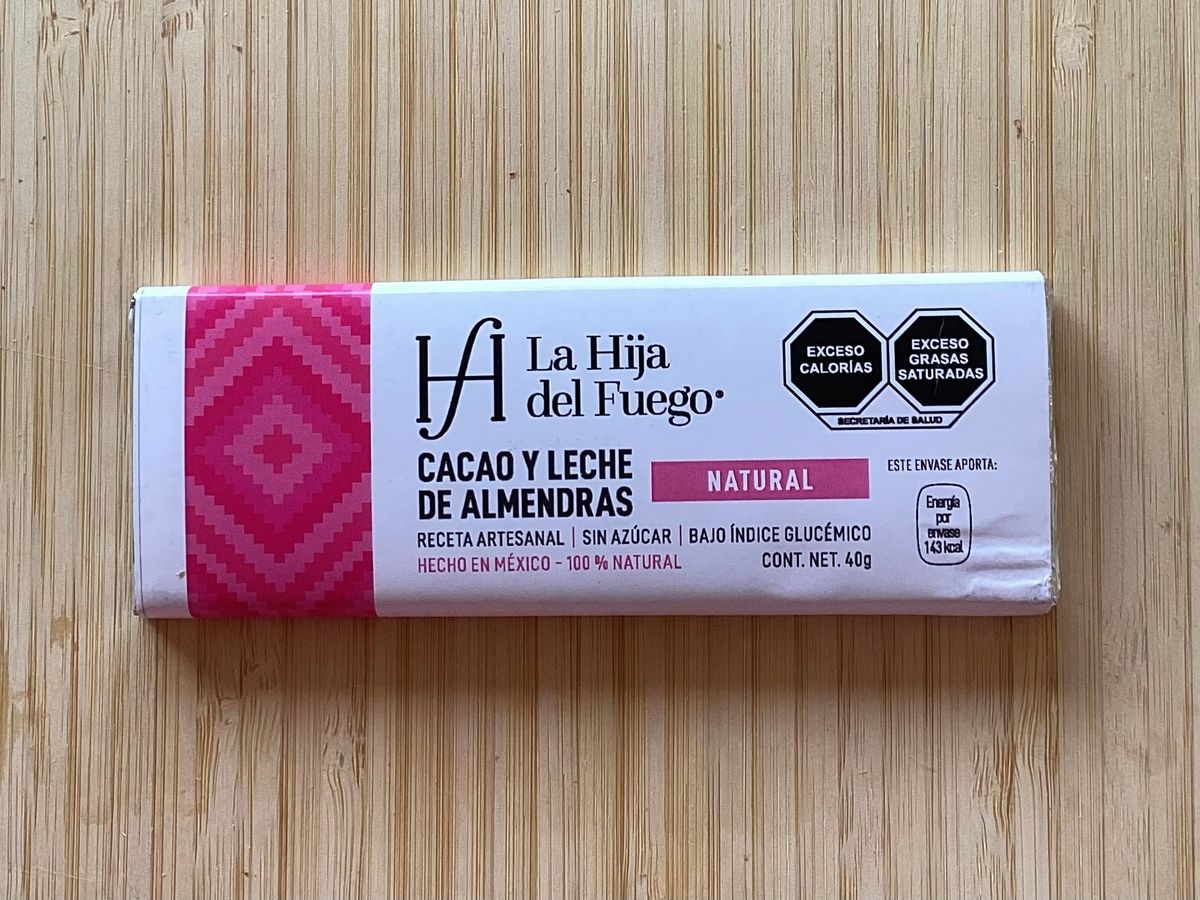 La Hija
del Fuego
CACAO Y LECHE
DE ALMENDRAS
NATURAL
RECETA ARTESANAL | SIN AZÚCAR | BAJO ÍNDICE GLUCÉMICO
HECHO EN MÉXICO - 100 % NATURAL
CONT. NET. 40g
EXCESO
CALORÍAS
EXCESO
GRASAS
SATURADAS
SECRETARÍA DE SALUD
ESTE ENVASE APORTA:
Energía
por
envase
143 kcal